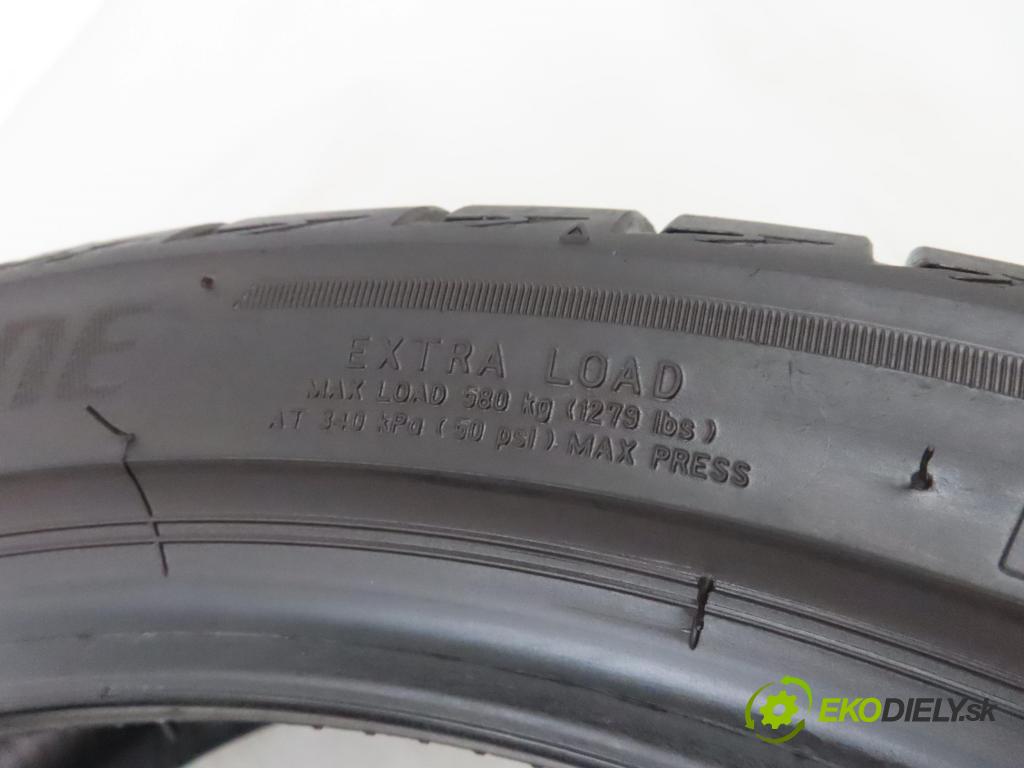 EXTRA LOAD
MAX LOAD 580 kg (1279 lbs)
AT 340 kPa (50 psi) MAX PRESS
EKODIELY.sk